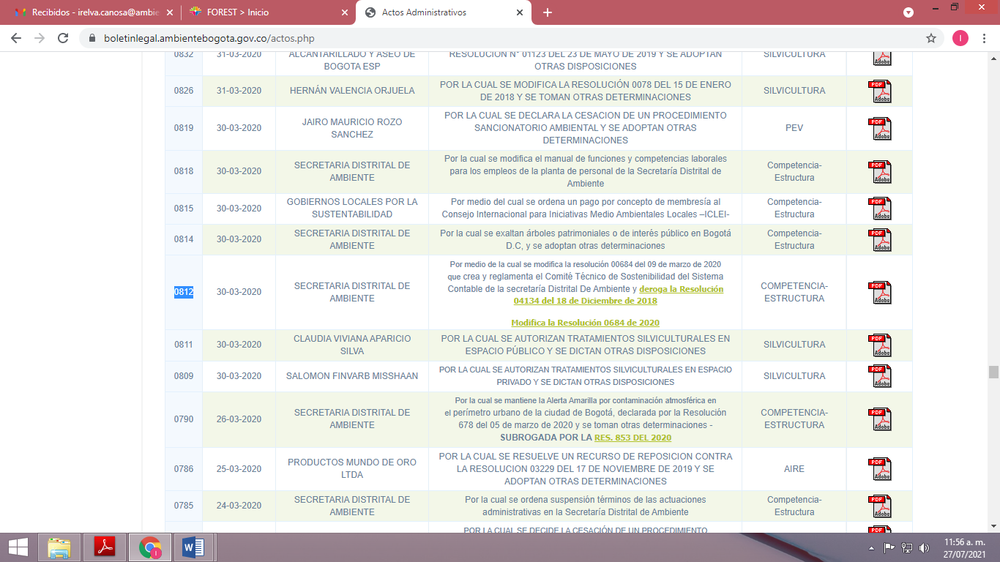 Recibidos - irelva.canosa@ambie
FOREST > Inicio
Actos Administrativos
boletinlegal.ambientebogota.gov.co/actos.php
I
0832
31-03-2020
ALCANTARILLADO Y ASEO DE
BOGOTA ESP
RESOLUCION N° 01123 DEL 23 DE MAYO DE 2019 Y SE ADOPTAN
OTRAS DISPOSICIONES
SILVICULTURA
Adobe
0826
31-03-2020
HERNÁN VALENCIA ORJUELA
POR LA CUAL SE MODIFICA LA RESOLUCIÓN 0078 DEL 15 DE ENERO
DE 2018 Y SE TOMAN OTRAS DETERMINACIONES
SILVICULTURA
PDF
Adobe
0819
30-03-2020
JAIRO MAURICIO ROZO
SANCHEZ
POR LA CUAL SE DECLARA LA CESACION DE UN PROCEDIMIENTO
SANCIONATORIO AMBIENTAL Y SE ADOPTAN OTRAS
DETERMINACIONES
PEV
PDF
Adobe
0818
30-03-2020
SECRETARIA DISTRITAL DE
AMBIENTE
Por la cual se modifica el manual de funciones y competencias laborales
para los empleos de la planta de personal de la Secretaría Distrital de
Ambiente
Competencia-
Estructura
PDF
Adobe
0815
30-03-2020
GOBIERNOS LOCALES POR LA
SUSTENTABILIDAD
Por medio del cual se ordena un pago por concepto de membresía al
Consejo Internacional para Iniciativas Medio Ambientales Locales –ICLEI-
Competencia-
Estructura
PDF
Adobe
0814
30-03-2020
SECRETARIA DISTRITAL DE
AMBIENTE
Por la cual se exaltan árboles patrimoniales o de interés público en Bogotá
D.C, y se adoptan otras determinaciones
Competencia-
Estructura
PDF
Adobe
0812
30-03-2020
SECRETARIA DISTRITAL DE
AMBIENTE
Por medio de la cual se modifica la resolución 00684 del 09 de marzo de 2020
que crea y reglamenta el Comité Técnico de Sostenibilidad del Sistema
Contable de la secretaría Distrital De Ambiente y deroga la Resolución
04134 del 18 de Diciembre de 2018
Modifica la Resolución 0684 de 2020
COMPETENCIA-
ESTRUCTURA
PDF
Adobe
0811
30-03-2020
CLAUDIA VIVIANA APARICIO
SILVA
POR LA CUAL SE AUTORIZAN TRATAMIENTOS SILVICULTURALES EN
ESPACIO PÚBLICO Y SE DICTAN OTRAS DISPOSICIONES
SILVICULTURA
PDF
Adobe
0809
30-03-2020
SALOMON FINVARB MISSHAAN
POR LA CUAL SE AUTORIZAN TRATAMIENTOS SILVICULTURALES EN ESPACIO
PRIVADO Y SE DICTAN OTRAS DISPOSICIONES
SILVICULTURA
PDF
Adobe
0790
26-03-2020
SECRETARIA DISTRITAL DE
AMBIENTE
Por la cual se mantiene la Alerta Amarilla por contaminación atmosférica en
el perímetro urbano de la ciudad de Bogotá, declarada por la Resolución
678 del 05 de marzo de 2020 y se toman otras determinaciones -
SUBROGADA POR LA RES. 853 DEL 2020
COMPETENCIA-
ESTRUCTURA
PDF
Adobe
0786
25-03-2020
PRODUCTOS MUNDO DE ORO
LTDA
POR LA CUAL SE RESUELVE UN RECURSO DE REPOSICION CONTRA
LA RESOLUCION 03229 DEL 17 DE NOVIEMBRE DE 2019 Y SE
ADOPTAN OTRAS DETERMINACIONES
AIRE
PDF
Adobe
0785
24-03-2020
SECRETARIA DISTRITAL DE
AMBIENTE
Por la cual se ordena suspensión términos de las actuaciones
administrativas en la Secretaría Distrital de Ambiente
Competencia-
Estructura
PDF
Adobe
POR LA CUAL SE DECIDE LA CESACIÓN DE UN PROCEDIMIENTO
PDF
11:56 a. m.
27/07/2021